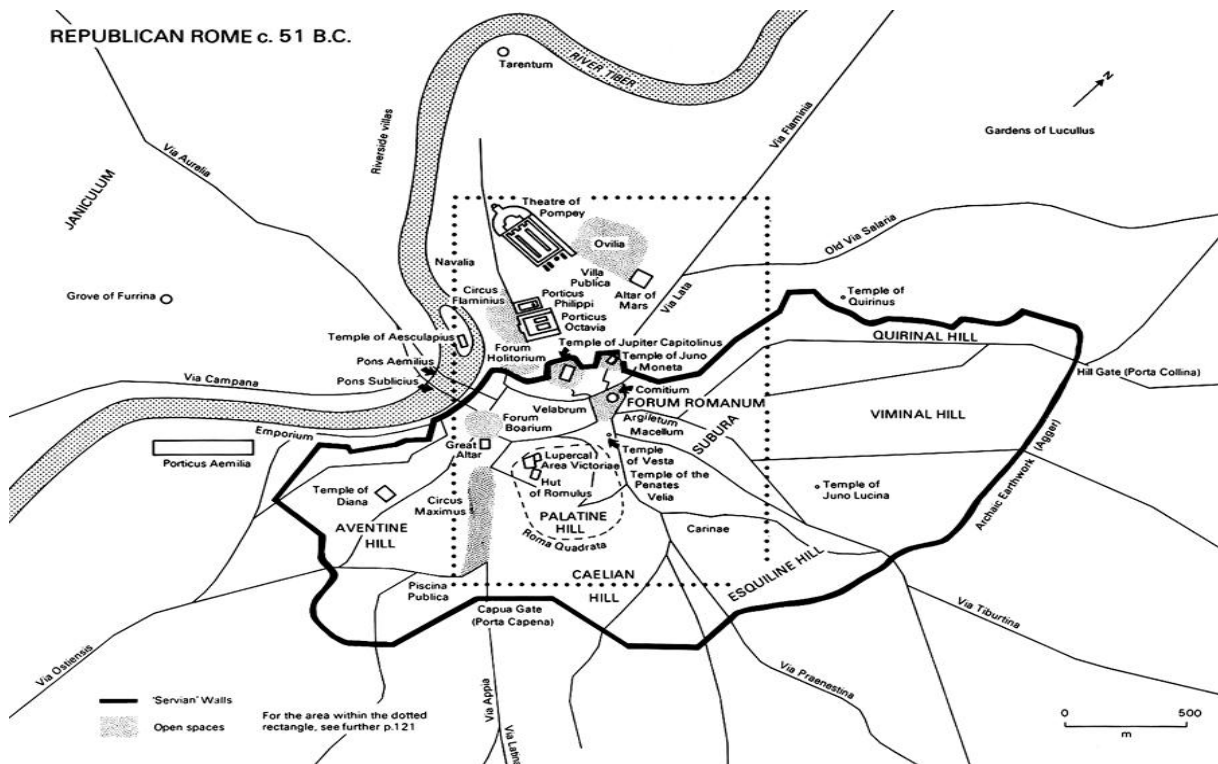 REPUBLICAN ROME c. 51 B.C.
Tarentum
RIVER TIBER
N
Gardens of Lucullus
Via Flaminia
Riverside villas
Via Aurelia
JANICULUM
Theatre of
Pompey
Ovilia
Old Via Salaria
Navalia
Villa
Publica
Altar of
Mars
Via Lata
Grove of Furrina
Circus
Flaminius
Porticus
Philippi
Porticus
Octavia
Temple of
Quirinus
Temple of Aesculapius
Forum
Holitorium
Temple of Jupiter Capitolinus
Temple of Juno
Moneta
QUIRINAL HILL
Pons Aemilius
Pons Sublicius
Via Campana
Comitium
FORUM ROMANUM
Hill Gate (Porta Collina)
Velabrum
Argiletum
Macellum
SUBURA
VIMINAL HILL
Emporium
Forum
Boarium
Porticus Aemilia
Great
Altar
Lupercal
Area Victoriae
Hut
of Romulus
Temple
of Vesta
Temple of the
Penates
Velia
Temple of
Juno Lucina
Archaic Earthwork (Agger)
Temple of
Diana
Circus
Maximus
AVENTINE
HILL
PALATINE
HILL
Roma Quadrata
Carinae
ESQUILINE HILL
CAELIAN
HILL
Piscina
Publica
Capua Gate
(Porta Capena)
Via Tiburtina
Via Ostiensis
Via Praenestina
Via Appia
Via Latina
'Servian' Walls
Open spaces
For the area within the dotted
rectangle, see further p.121
0 500
m